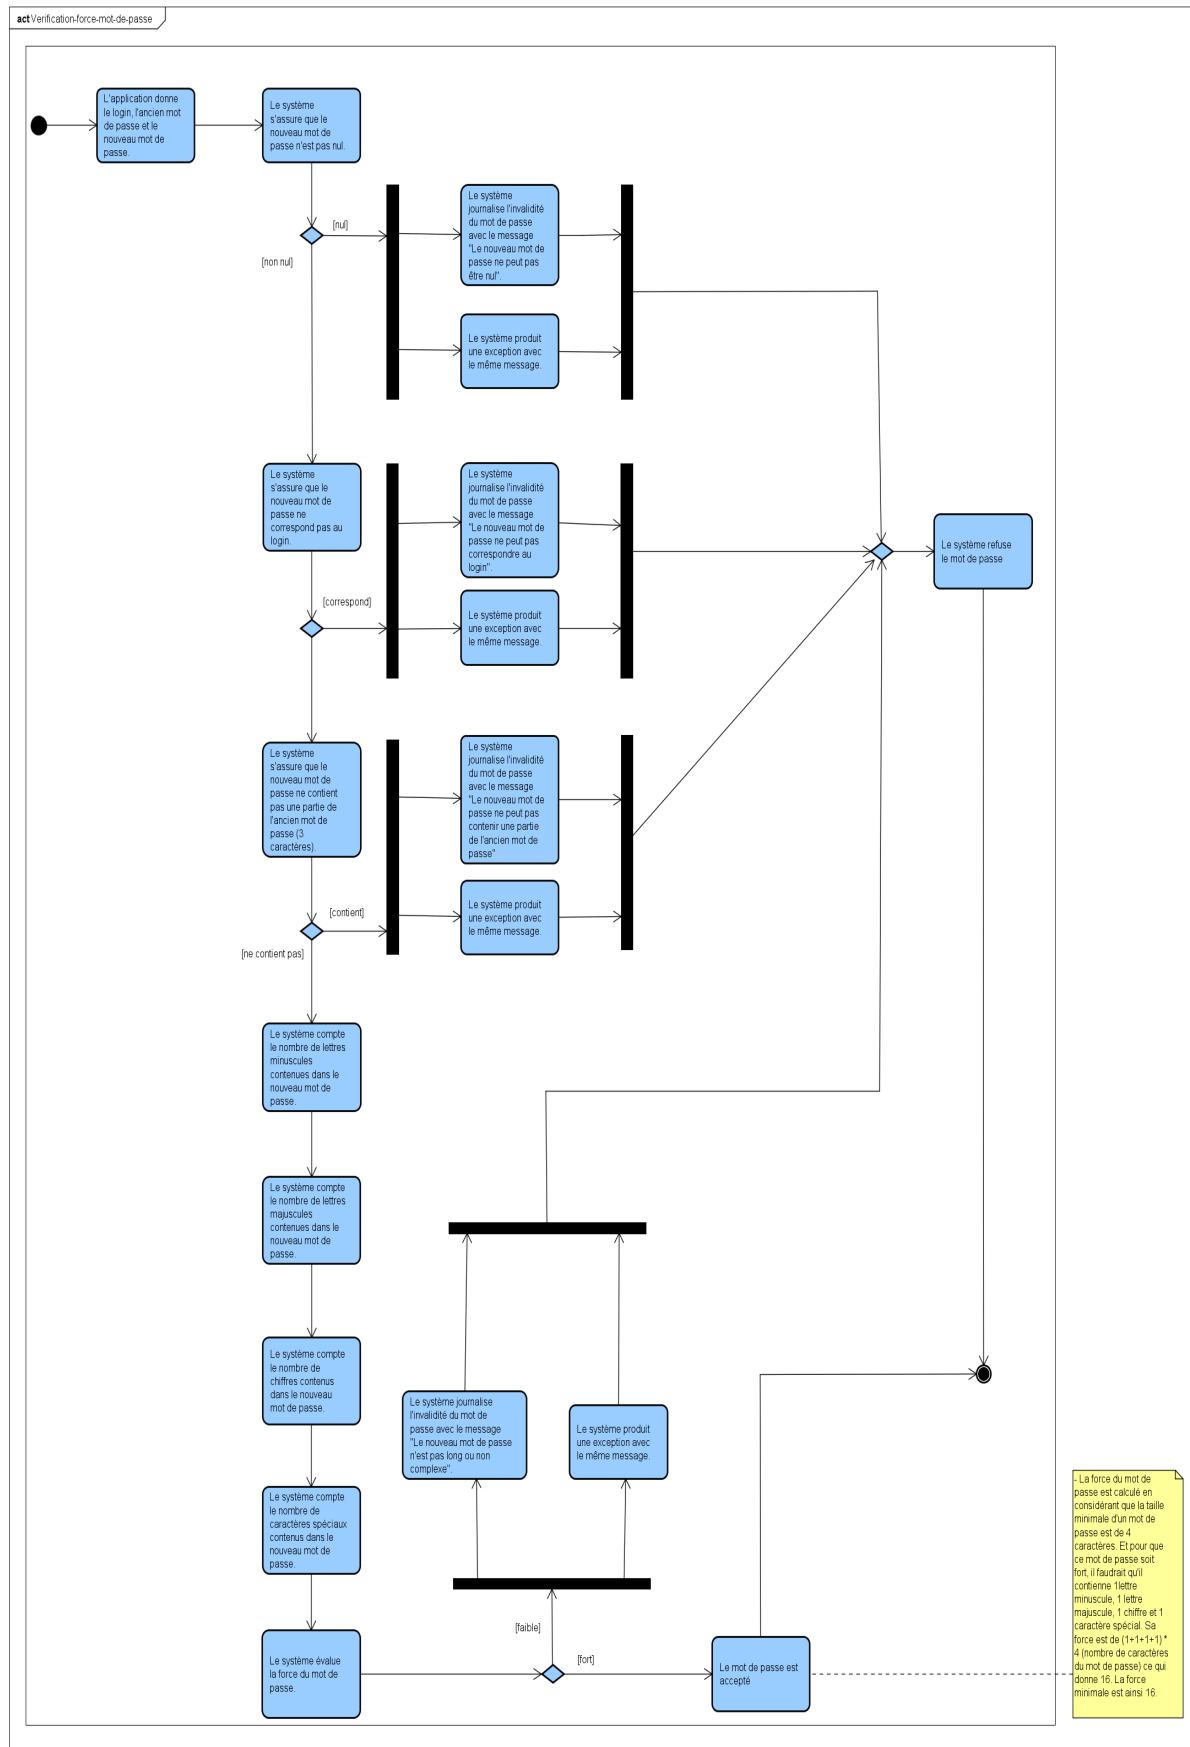 act Verification-force-mot-de-passe
L'application donne
le login, l'ancien mot
de passe et le
nouveau mot de
passe.
Le système
s'assure que le
nouveau mot de
passe n'est pas nul.
[nul]
[non nul]
Le système
journalise l'invalidité
du mot de passe
avec le message
"Le nouveau mot de
passe ne peut pas
être nul".
Le système produit
une exception avec
le même message.
Le système
s'assure que le
nouveau mot de
passe ne
correspond pas au
login.
[correspond]
Le système
journalise l'invalidité
du mot de passe
avec le message
"Le nouveau mot de
passe ne peut pas
correspondre au
login".
Le système produit
une exception avec
le même message.
Le système refuse
le mot de passe
Le système
s'assure que le
nouveau mot de
passe ne contient
pas une partie de
l'ancien mot de
passe (3
caractères).
[contient]
[ne contient pas]
Le système
journalise l'invalidité
du mot de passe
avec le message
"Le nouveau mot de
passe ne peut pas
contenir une partie
de l'ancien mot de
passe"
Le système produit
une exception avec
le même message.
Le système compte
le nombre de lettres
minuscules
contenues dans le
nouveau mot de
passe.
Le système compte
le nombre de lettres
majuscules
contenues dans le
nouveau mot de
passe.
Le système compte
le nombre de
chiffres contenus
dans le nouveau
mot de passe.
Le système compte
le nombre de
caractères spéciaux
contenus dans le
nouveau mot de
passe.
Le système évalue
la force du mot de
passe.
Le système journalise
l'invalidité du mot de
passe avec le message
"Le nouveau mot de passe
n'est pas long ou non
complexe".
Le système produit
une exception avec
le même message.
[faible]
[fort]
Le mot de passe est
accepté
- La force du mot de
passe est calculé en
considérant que la taille
minimale d'un mot de
passe est de 4
caractères. Et pour que
ce mot de passe soit
fort, il faudrait qu'il
contienne 1lettre
minuscule, 1 lettre
majuscule, 1 chiffre et 1
caractère spécial. Sa
force est de (1+1+1+1) *
4 (nombre de caractères
du mot de passe) ce qui
donne 16. La force
minimale est ainsi 16.